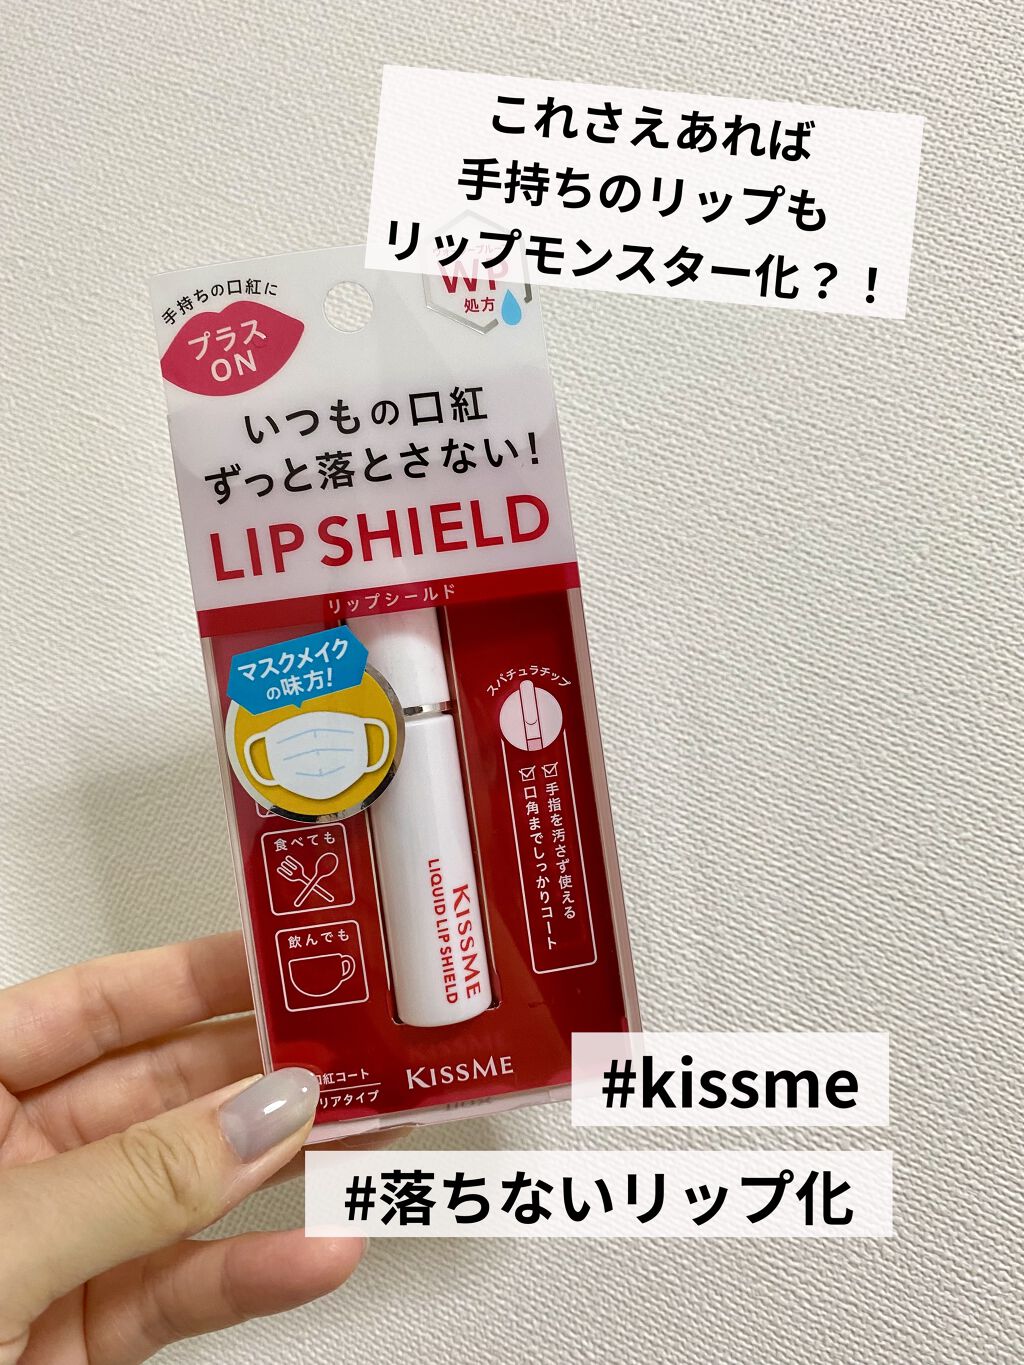 これさえあれば
手持ちのリップも
リップモンスター化？！
手持ちの口紅に
プラス
ON
WP
処方
いつもの口紅
ずっと落とさない！
LIP SHIELD
リップシールド
マスクメイク
の味方！
食べても
飲んでも
KISSME
LIQUID LIP SHIELD
スパチュラチップ
手指を汚さず使える
口角までしっかりコート
紅コート
リアタイプ
KISSME
#kissme
#落ちないリップ化